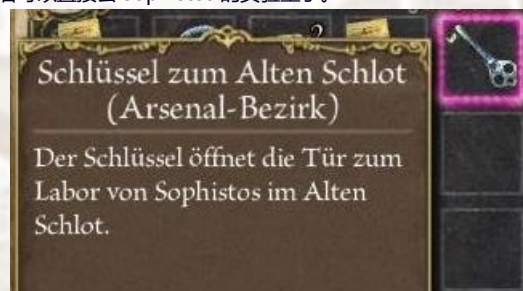 Schlüssel zum Alten Schlot
(Arsenal-Bezirk)
Der Schlüssel öffnet die Tür zum
Labor von Sophistos im Alten
Schlot.